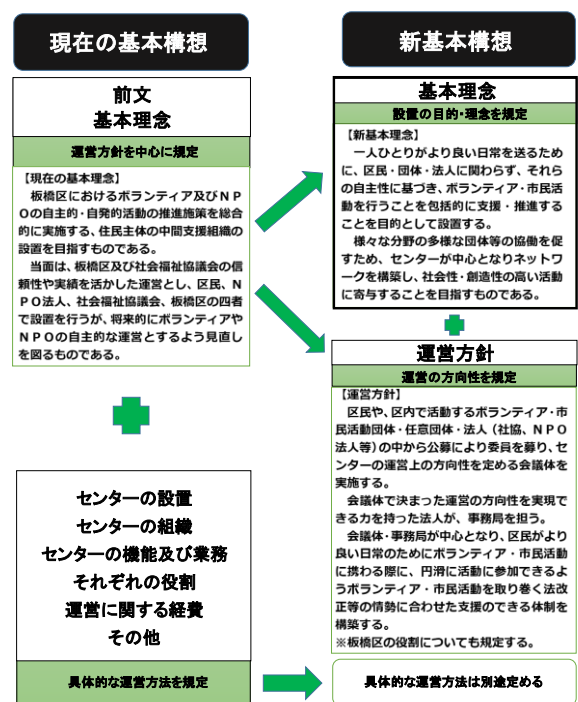 現在の基本構想
前文
基本理念
運営方針を中心に規定
【現在の基本理念】
板橋区におけるボランティア及びNP
Oの自主的・自発的活動の推進施策を総合
的に実施する、住民主体の中間支援組織の
設置を目指すものである。
当面は、板橋区及び社会福祉協議会の信
頼性や実績を活かした運営とし、区民、N
PO法人、社会福祉協議会、板橋区の四者
で設置を行うが、将来的にボランティアや
NPOの自主的な運営とするよう見直し
を図るものである。
センターの設置
センターの組織
センターの機能及び業務
それぞれの役割
運営に関する経費
その他
具体的な運営方法を規定
新基本構想
基本理念
設置の目的・理念を規定
【新基本理念】
一人ひとりがより良い日常を送るため
に、区民・団体・法人に関わらず、それら
の自主性に基づき、ボランティア・市民活
動を行うことを包括的に支援・推進する
ことを目的として設置する。
様々な分野の多様な団体等の協働を促
すため、センターが中心となりネットワ
ークを構築し、社会性・創造性の高い活動
に寄与することを目指すものである。
運営方針
運営の方向性を規定
【運営方針】
区民や、区内で活動するボランティア・市
民活動団体・任意団体・法人（社協、NPO
法人等）の中から公募により委員を募り、セ
ンターの運営上の方向性を定める会議体を
実施する。
会議体で決まった運営の方向性を実現で
きる力を持った法人が、事務局を担う。
会議体・事務局が中心となり、区民がより
良い日常のためにボランティア・市民活動
に携わる際に、円滑に活動に参加できるよ
うボランティア・市民活動を取り巻く法改
正等の情勢に合わせた支援のできる体制を
構築する。
※板橋区の役割についても規定する。
具体的な運営方法は別途定める